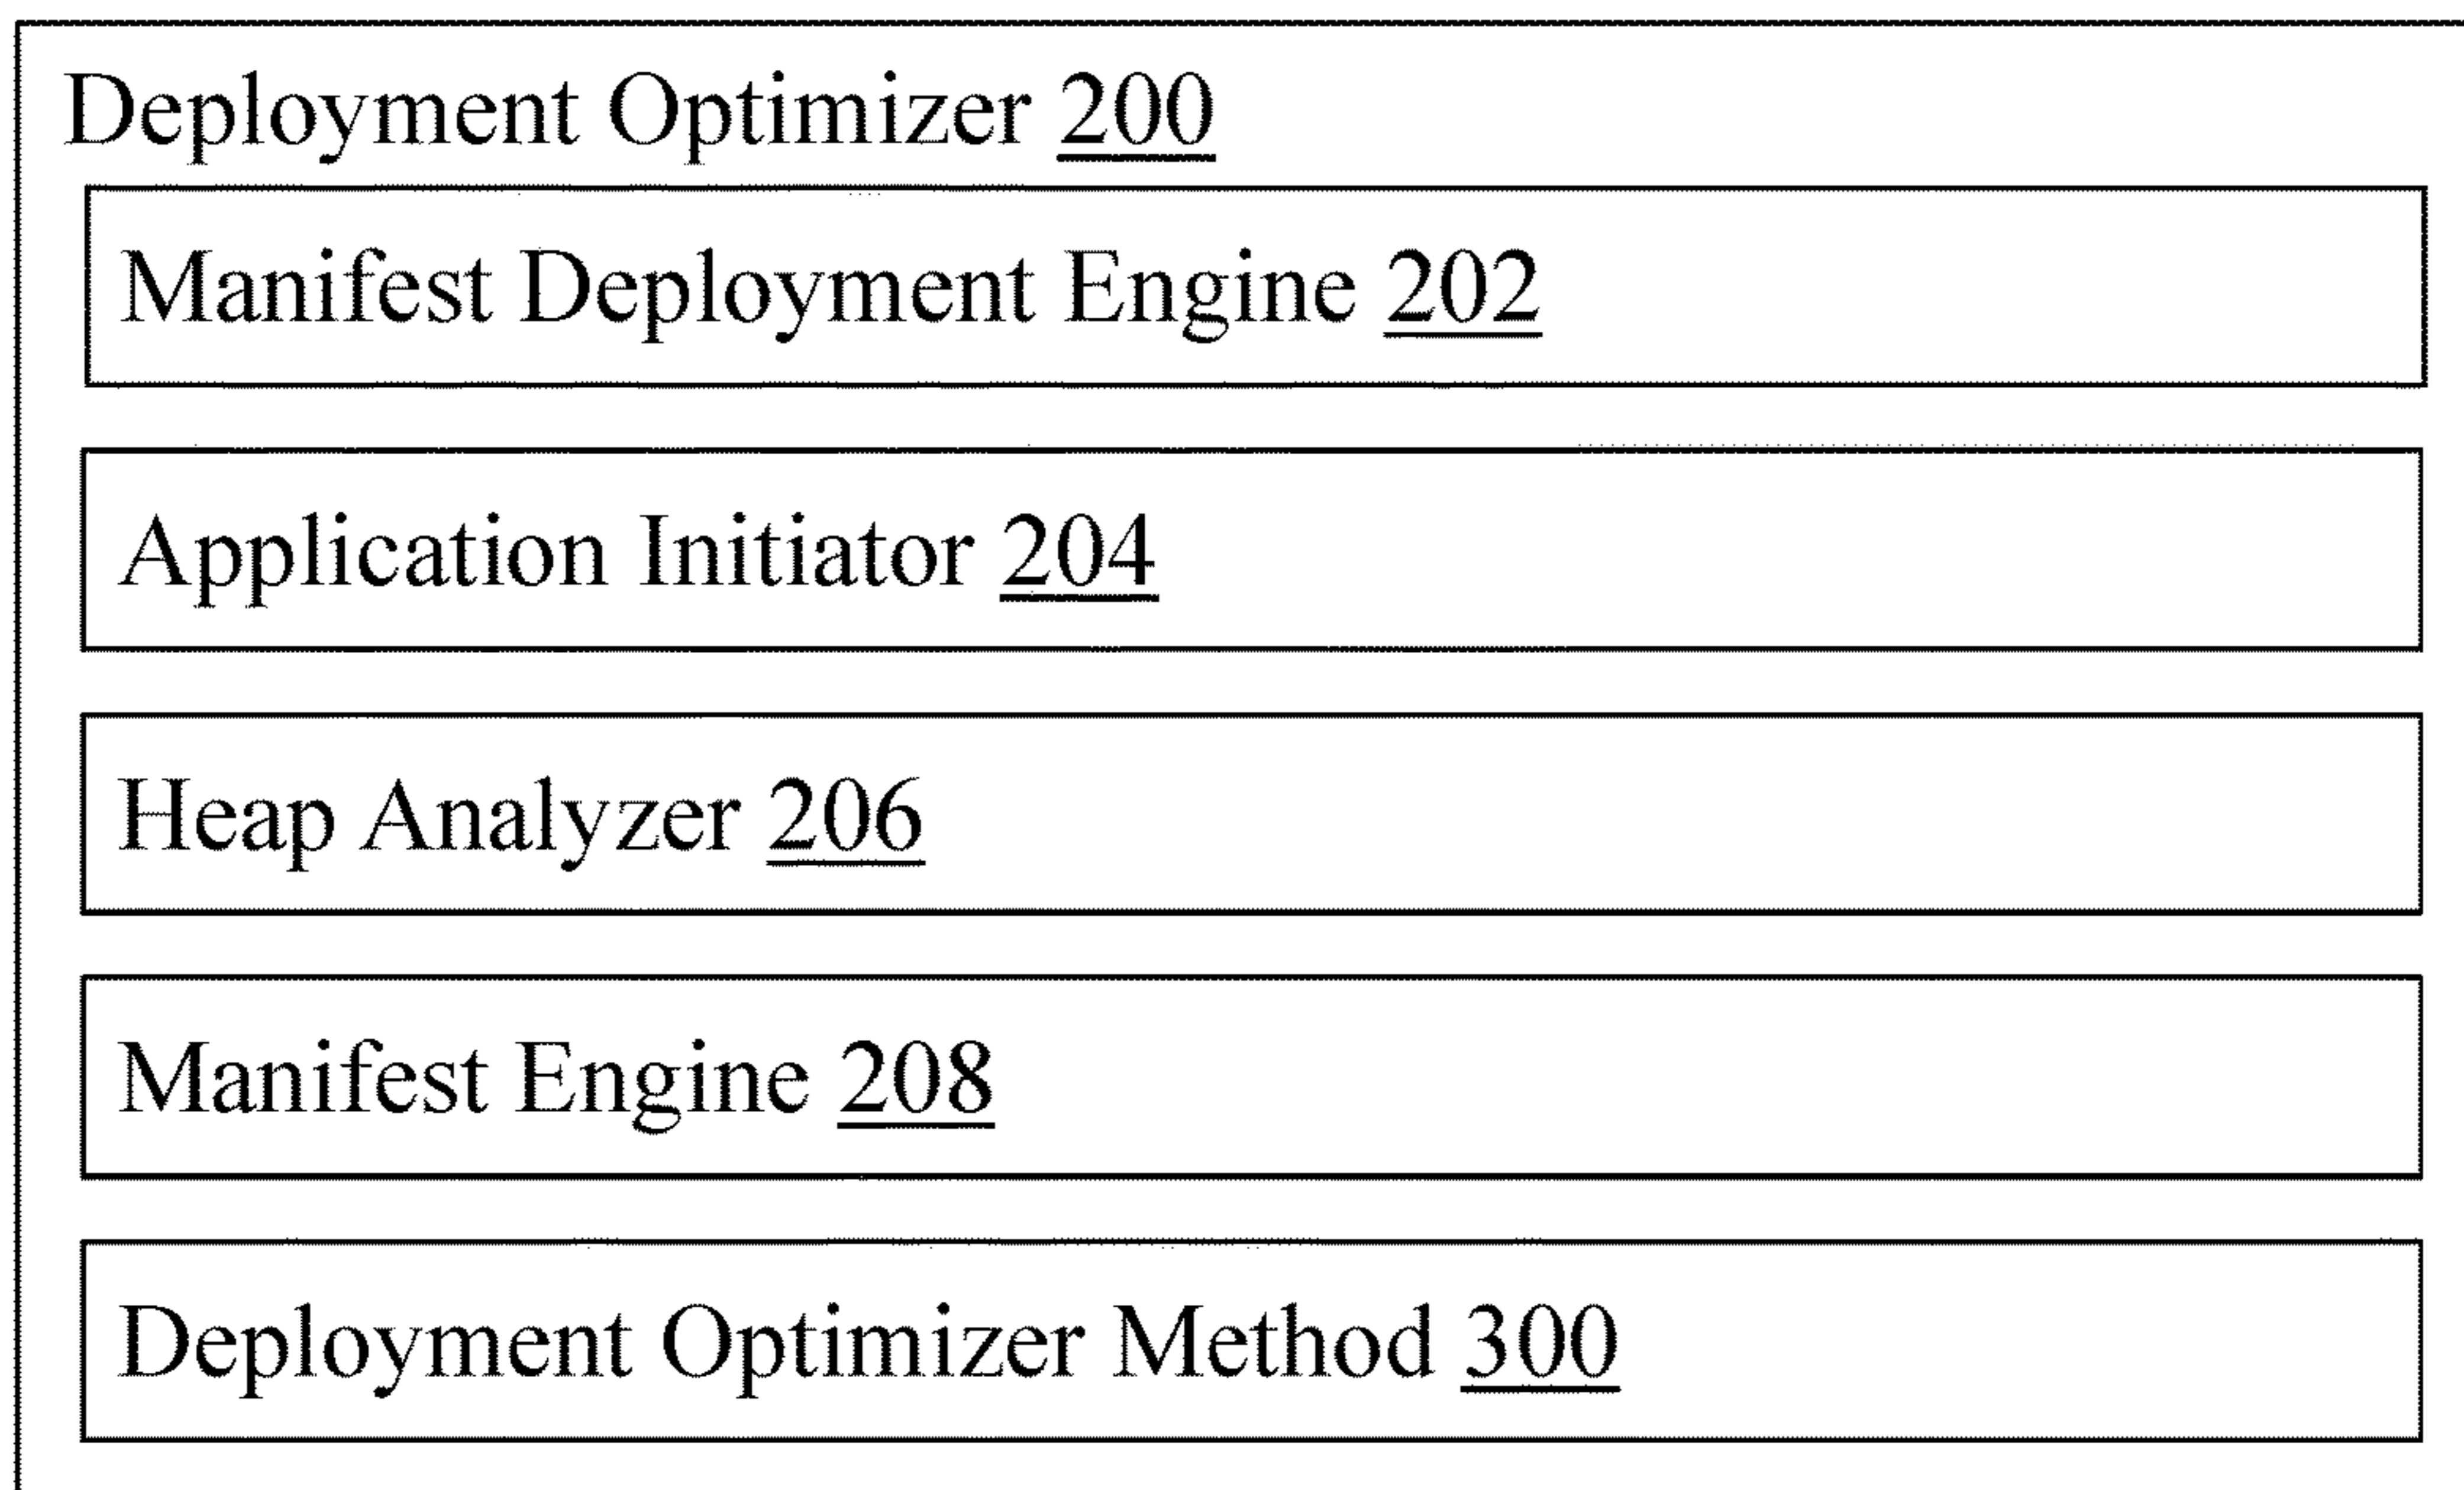 Deployment Optimizer 200
Manifest Deployment Engine 202
Application Initiator 204
Heap Analyzer 206
Manifest Engine 208
Deployment Optimizer Method 300